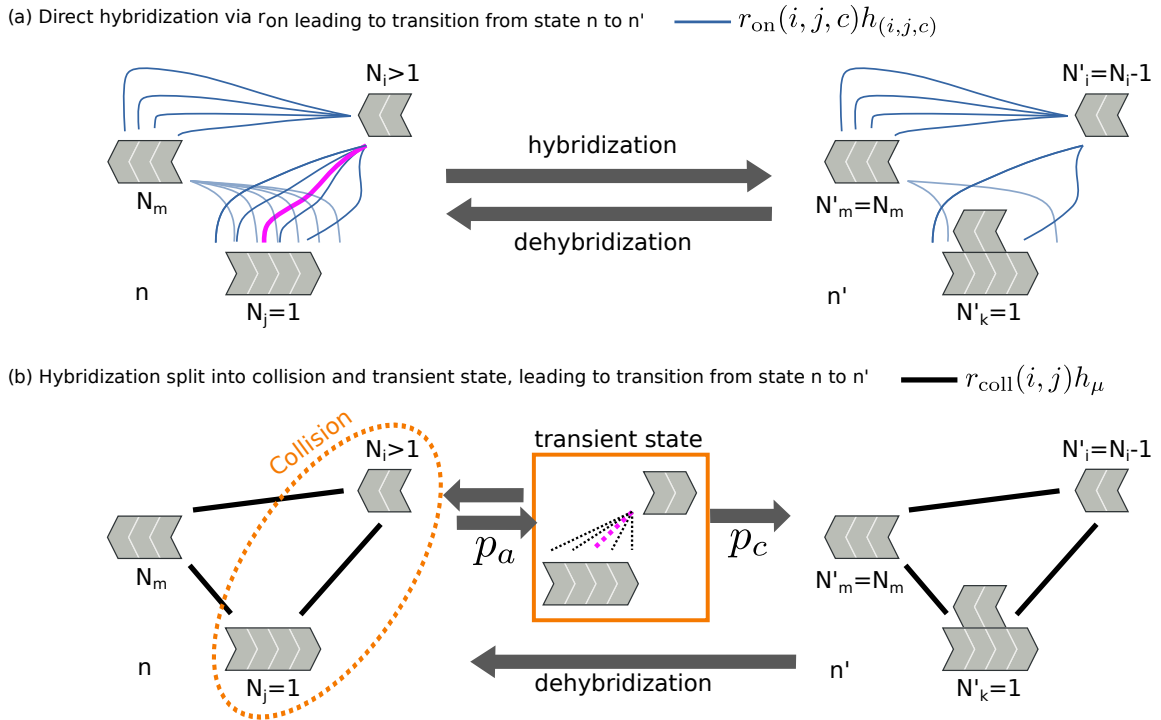 (a) Direct hybridization via r_on leading to transition from state n to n' r_on(i, j, c)h_(i,j,c)
N_i>1
N'_i=N_i-1
hybridization
N_m
N'_m=N_m
dehybridization
n
N_j=1
n'
N'_k=1
(b) Hybridization split into collision and transient state, leading to transition from state n to n' r_coll(i, j)h_μ
Collision
N_i>1
transient state
N'_i=N_i-1
p_a
p_c
N_m
N'_m=N_m
n
N_j=1
dehybridization
n'
N'_k=1